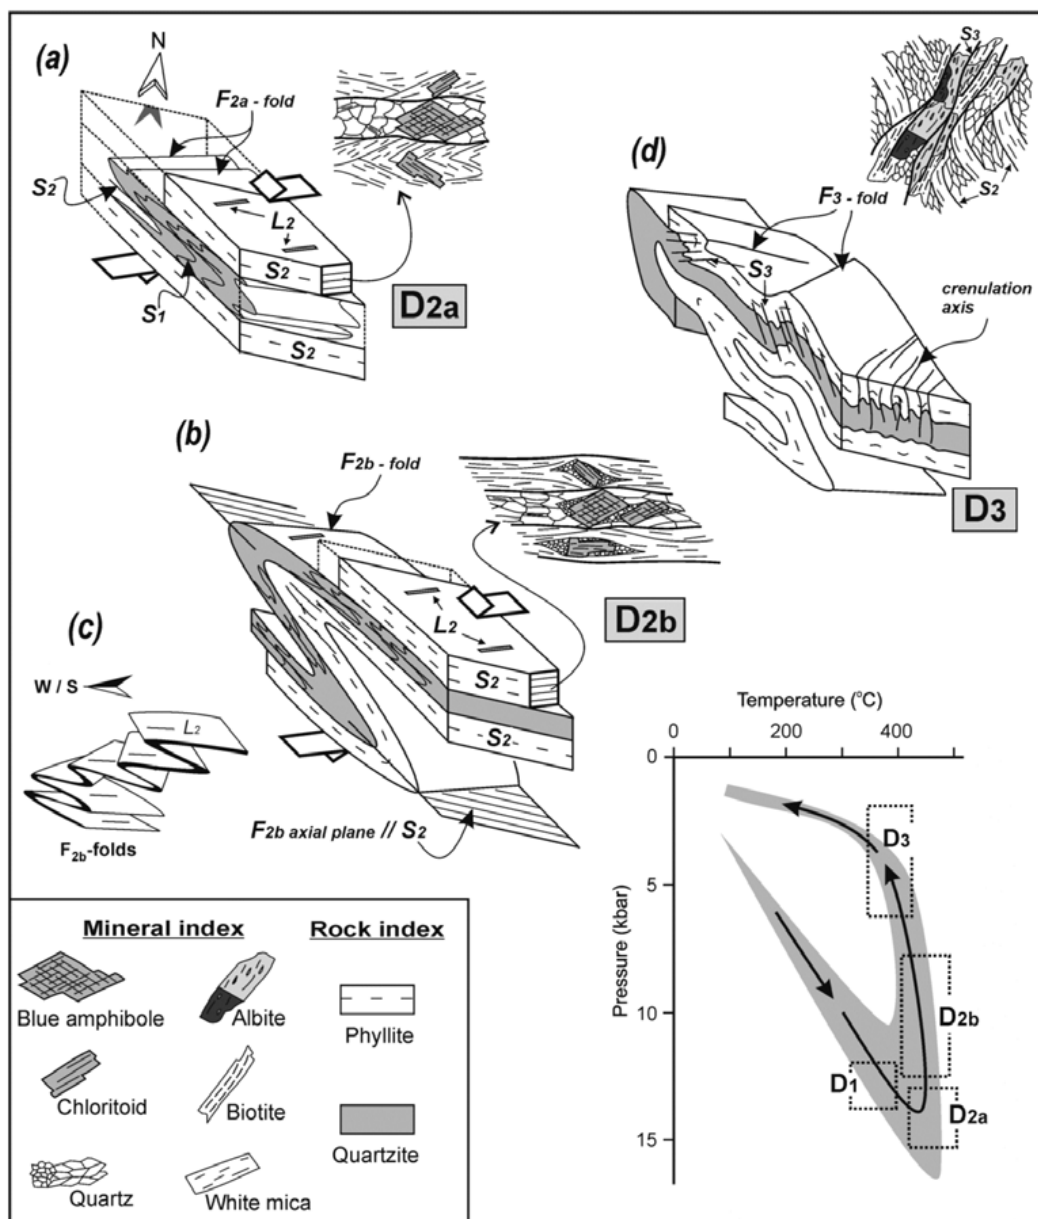 (a)
N
F2a - fold
S2
L2
S1
S2
S2
D2a
(d)
S3
S2
F3 - fold
S3
crenulation
axis
D3
(b)
F2b - fold
L2
S2
S2
D2b
F2b axial plane // S2
(c)
W / S
L2
F2b-folds
Mineral index
Rock index
Blue amphibole
Albite
Phyllite
Chloritoid
Biotite
Quartzite
Quartz
White mica
Temperature (°C)
0 200 400
0
5
10
15
Pressure (kbar)
D3
D2b
D1
D2a